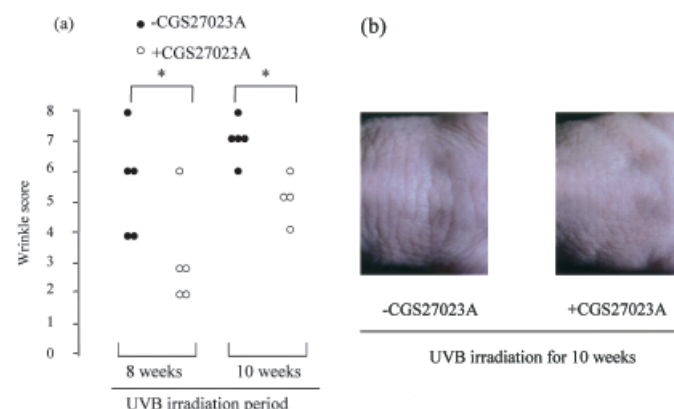 (a)
● -CGS27023A
○ +CGS27023A
*
*
Wrinkle score
8
7
6
5
4
3
2
1
0
8 weeks
10 weeks
UVB irradiation period
(b)
-CGS27023A
+CGS27023A
UVB irradiation for 10 weeks